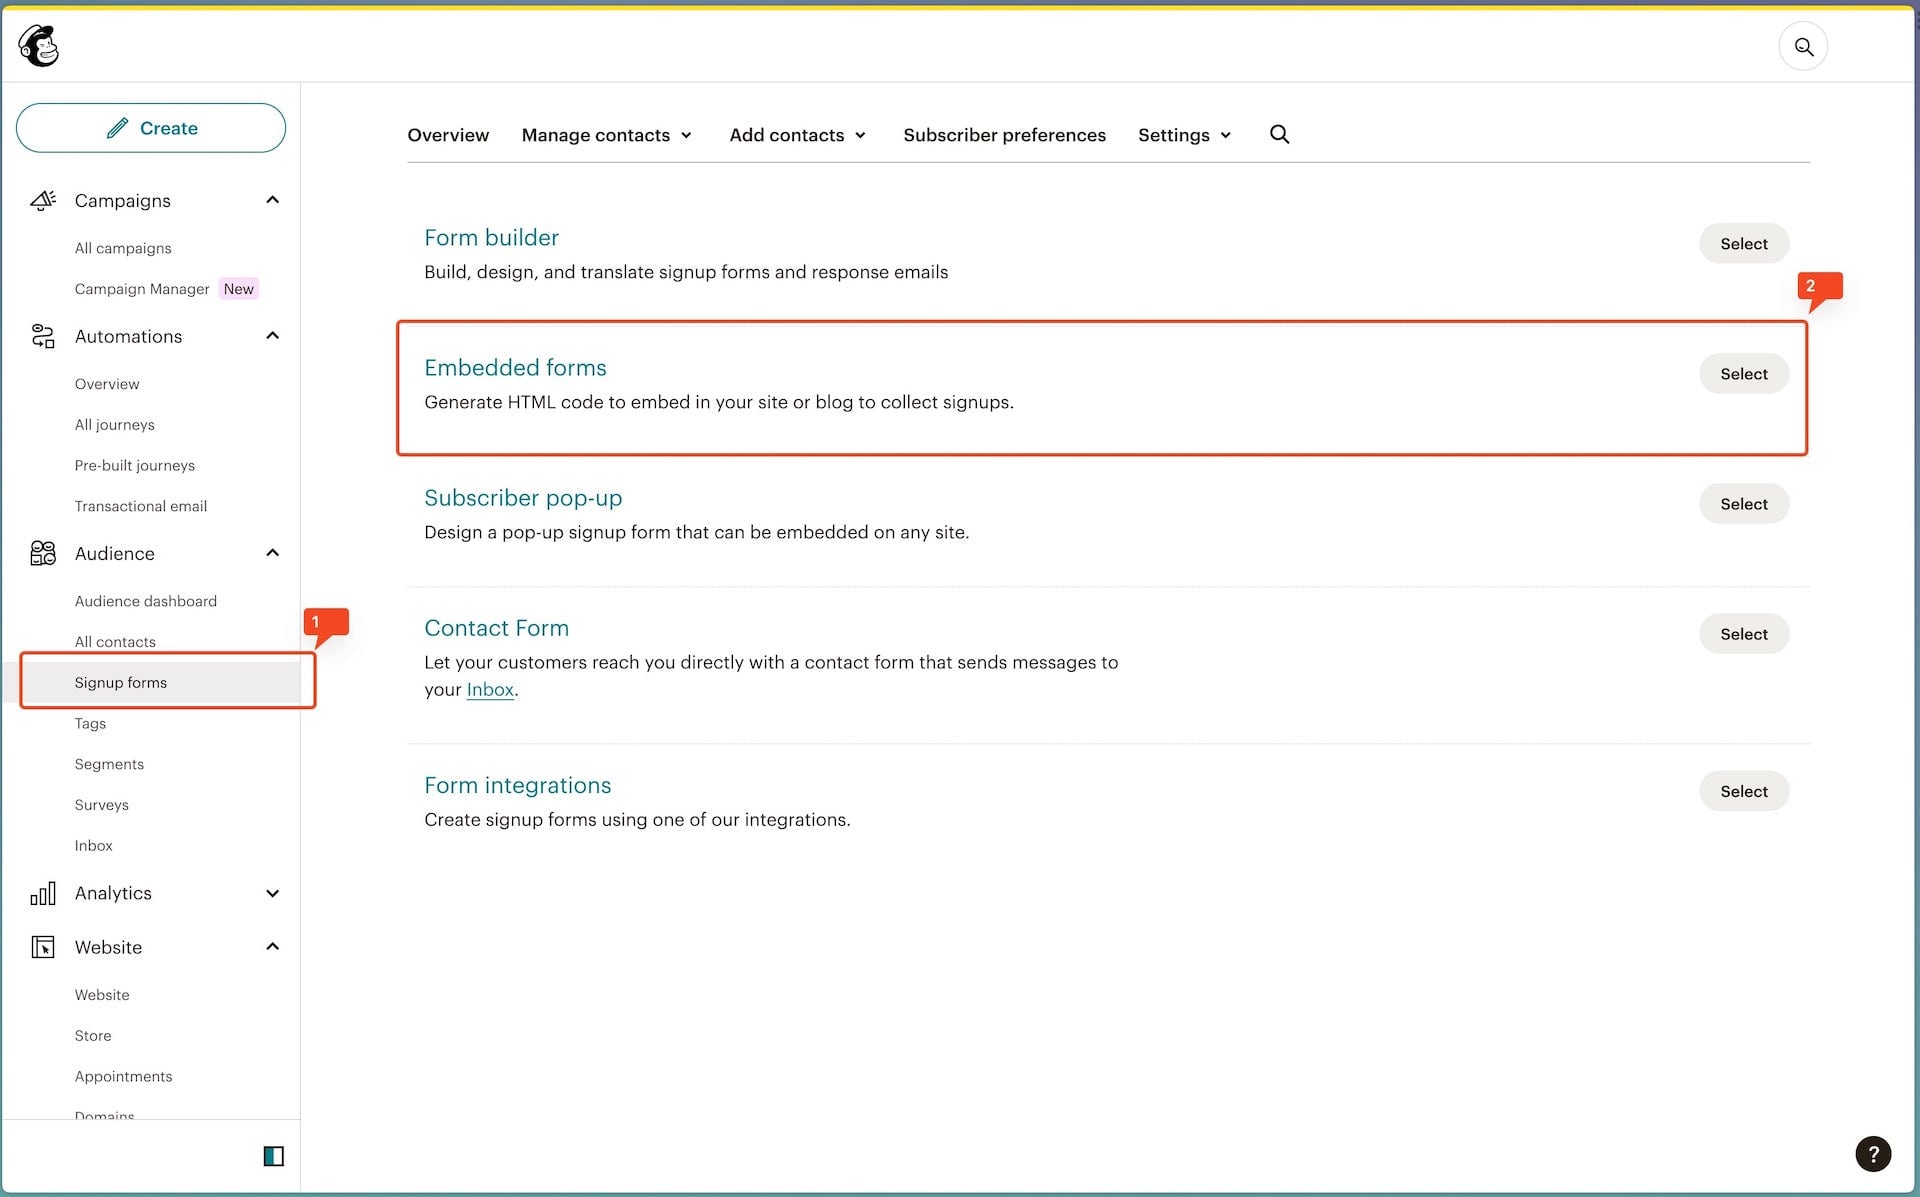 Create
Campaigns
All campaigns
Campaign Manager New
Automations
Overview
All journeys
Pre-built journeys
Transactional email
Audience
Audience dashboard
All contacts
1
Signup forms
Tags
Segments
Surveys
Inbox
Analytics
Website
Website
Store
Appointments
Domains
Overview Manage contacts Add contacts Subscriber preferences Settings
Form builder
Build, design, and translate signup forms and response emails
Select
2
Embedded forms
Generate HTML code to embed in your site or blog to collect signups.
Select
Subscriber pop-up
Design a pop-up signup form that can be embedded on any site.
Select
Contact Form
Let your customers reach you directly with a contact form that sends messages to
your Inbox.
Select
Form integrations
Create signup forms using one of our integrations.
Select
?